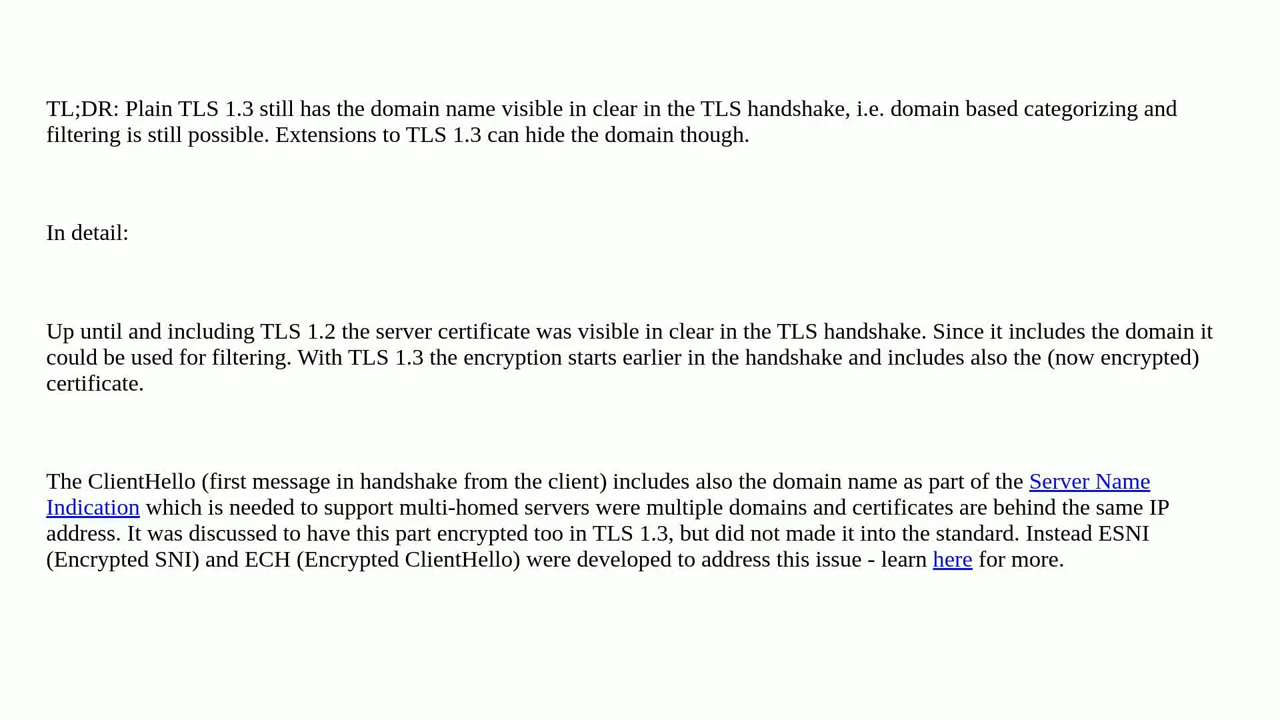 TL;DR: Plain TLS 1.3 still has the domain name visible in clear in the TLS handshake, i.e. domain based categorizing and
filtering is still possible. Extensions to TLS 1.3 can hide the domain though.
In detail:
Up until and including TLS 1.2 the server certificate was visible in clear in the TLS handshake. Since it includes the domain it
could be used for filtering. With TLS 1.3 the encryption starts earlier in the handshake and includes also the (now encrypted)
certificate.
The ClientHello (first message in handshake from the client) includes also the domain name as part of the Server Name
Indication which is needed to support multi-homed servers were multiple domains and certificates are behind the same IP
address. It was discussed to have this part encrypted too in TLS 1.3, but did not made it into the standard. Instead ESNI
(Encrypted SNI) and ECH (Encrypted ClientHello) were developed to address this issue - learn here for more.